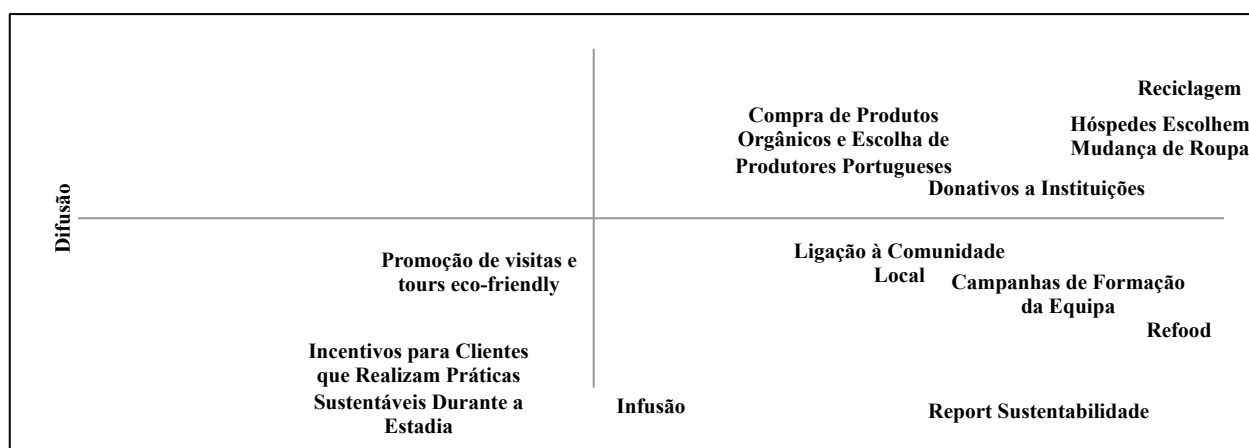 Reciclagem
Compra de Produtos
Orgânicos e Escolha de
Produtores Portugueses
Hóspedes Escolhem
Mudança de Roupa
Donativos a Instituições
Difusão
Promoção de visitas e
tours eco-friendly
Ligação à Comunidade
Local
Campanhas de Formação
da Equipa
Refood
Incentivos para Clientes
que Realizam Práticas
Sustentáveis Durante a
Estadia
Infusão
Report Sustentabilidade